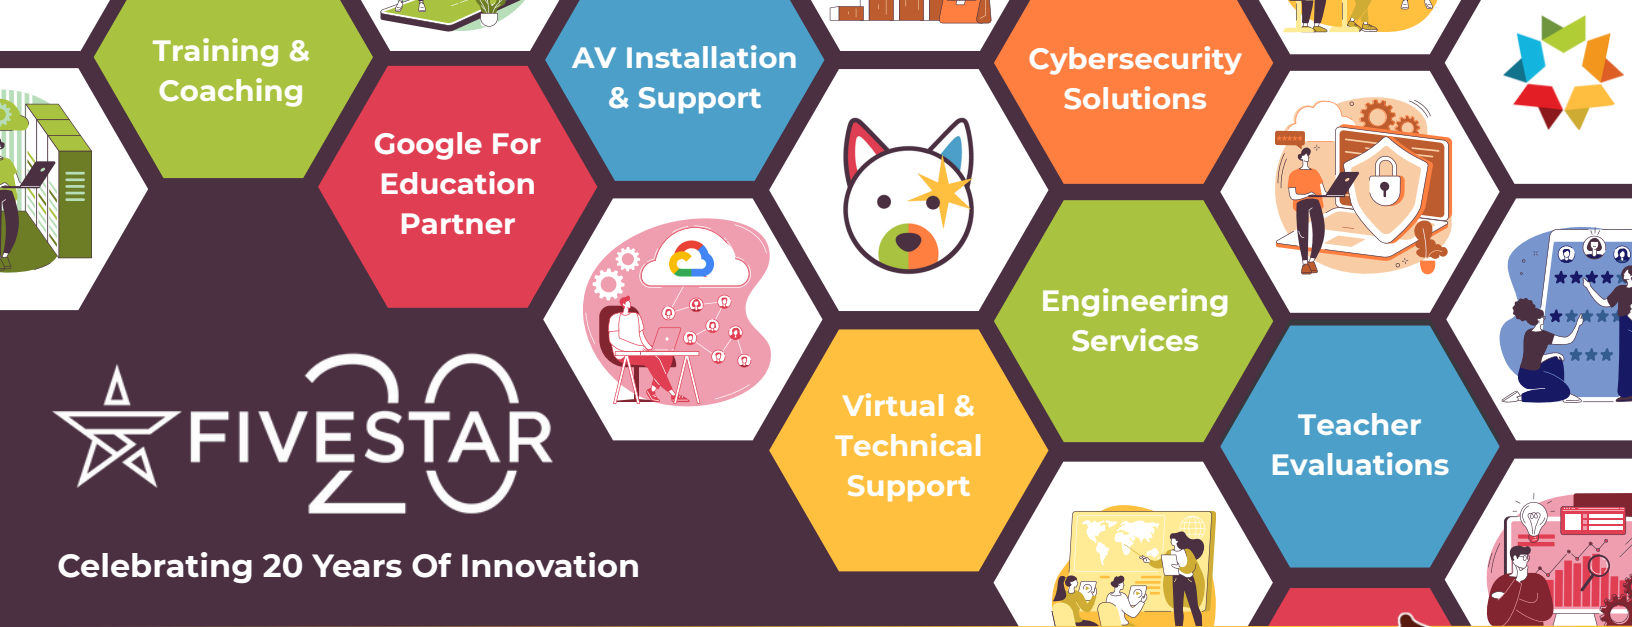 Training &
Coaching
Google For
Education
Partner
AV Installation
& Support
Cybersecurity
Solutions
Engineering
Services
Virtual &
Technical
Support
Teacher
Evaluations
20
FIVESTAR
Celebrating 20 Years Of Innovation